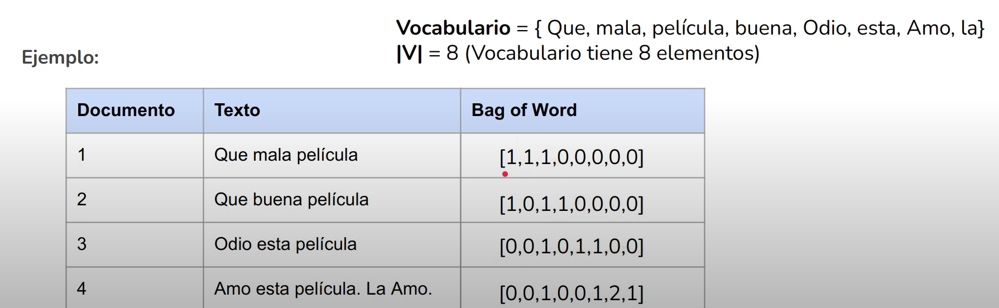 Vocabulario = { Que, mala, película, buena, Odio, esta, Amo, la}
|V| = 8 (Vocabulario tiene 8 elementos)
Ejemplo:
Documento Texto Bag of Word
1 Que mala película [1,1,1,0,0,0,0,0]
2 Que buena película [1,0,1,1,0,0,0,0]
3 Odio esta película [0,0,1,0,1,1,0,0]
4 Amo esta película. La Amo. [0,0,1,0,0,1,2,1]